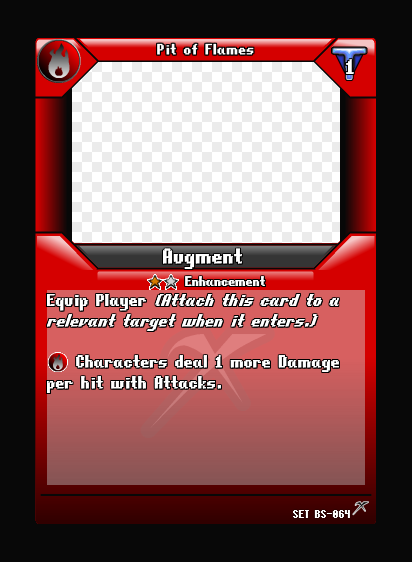 Pit of Flames
1
Augment
Enhancement
Equip Player (Attach this card to a
relevant target when it enters.)
Characters deal 1 more Damage
per hit with Attacks.
SET BS-064